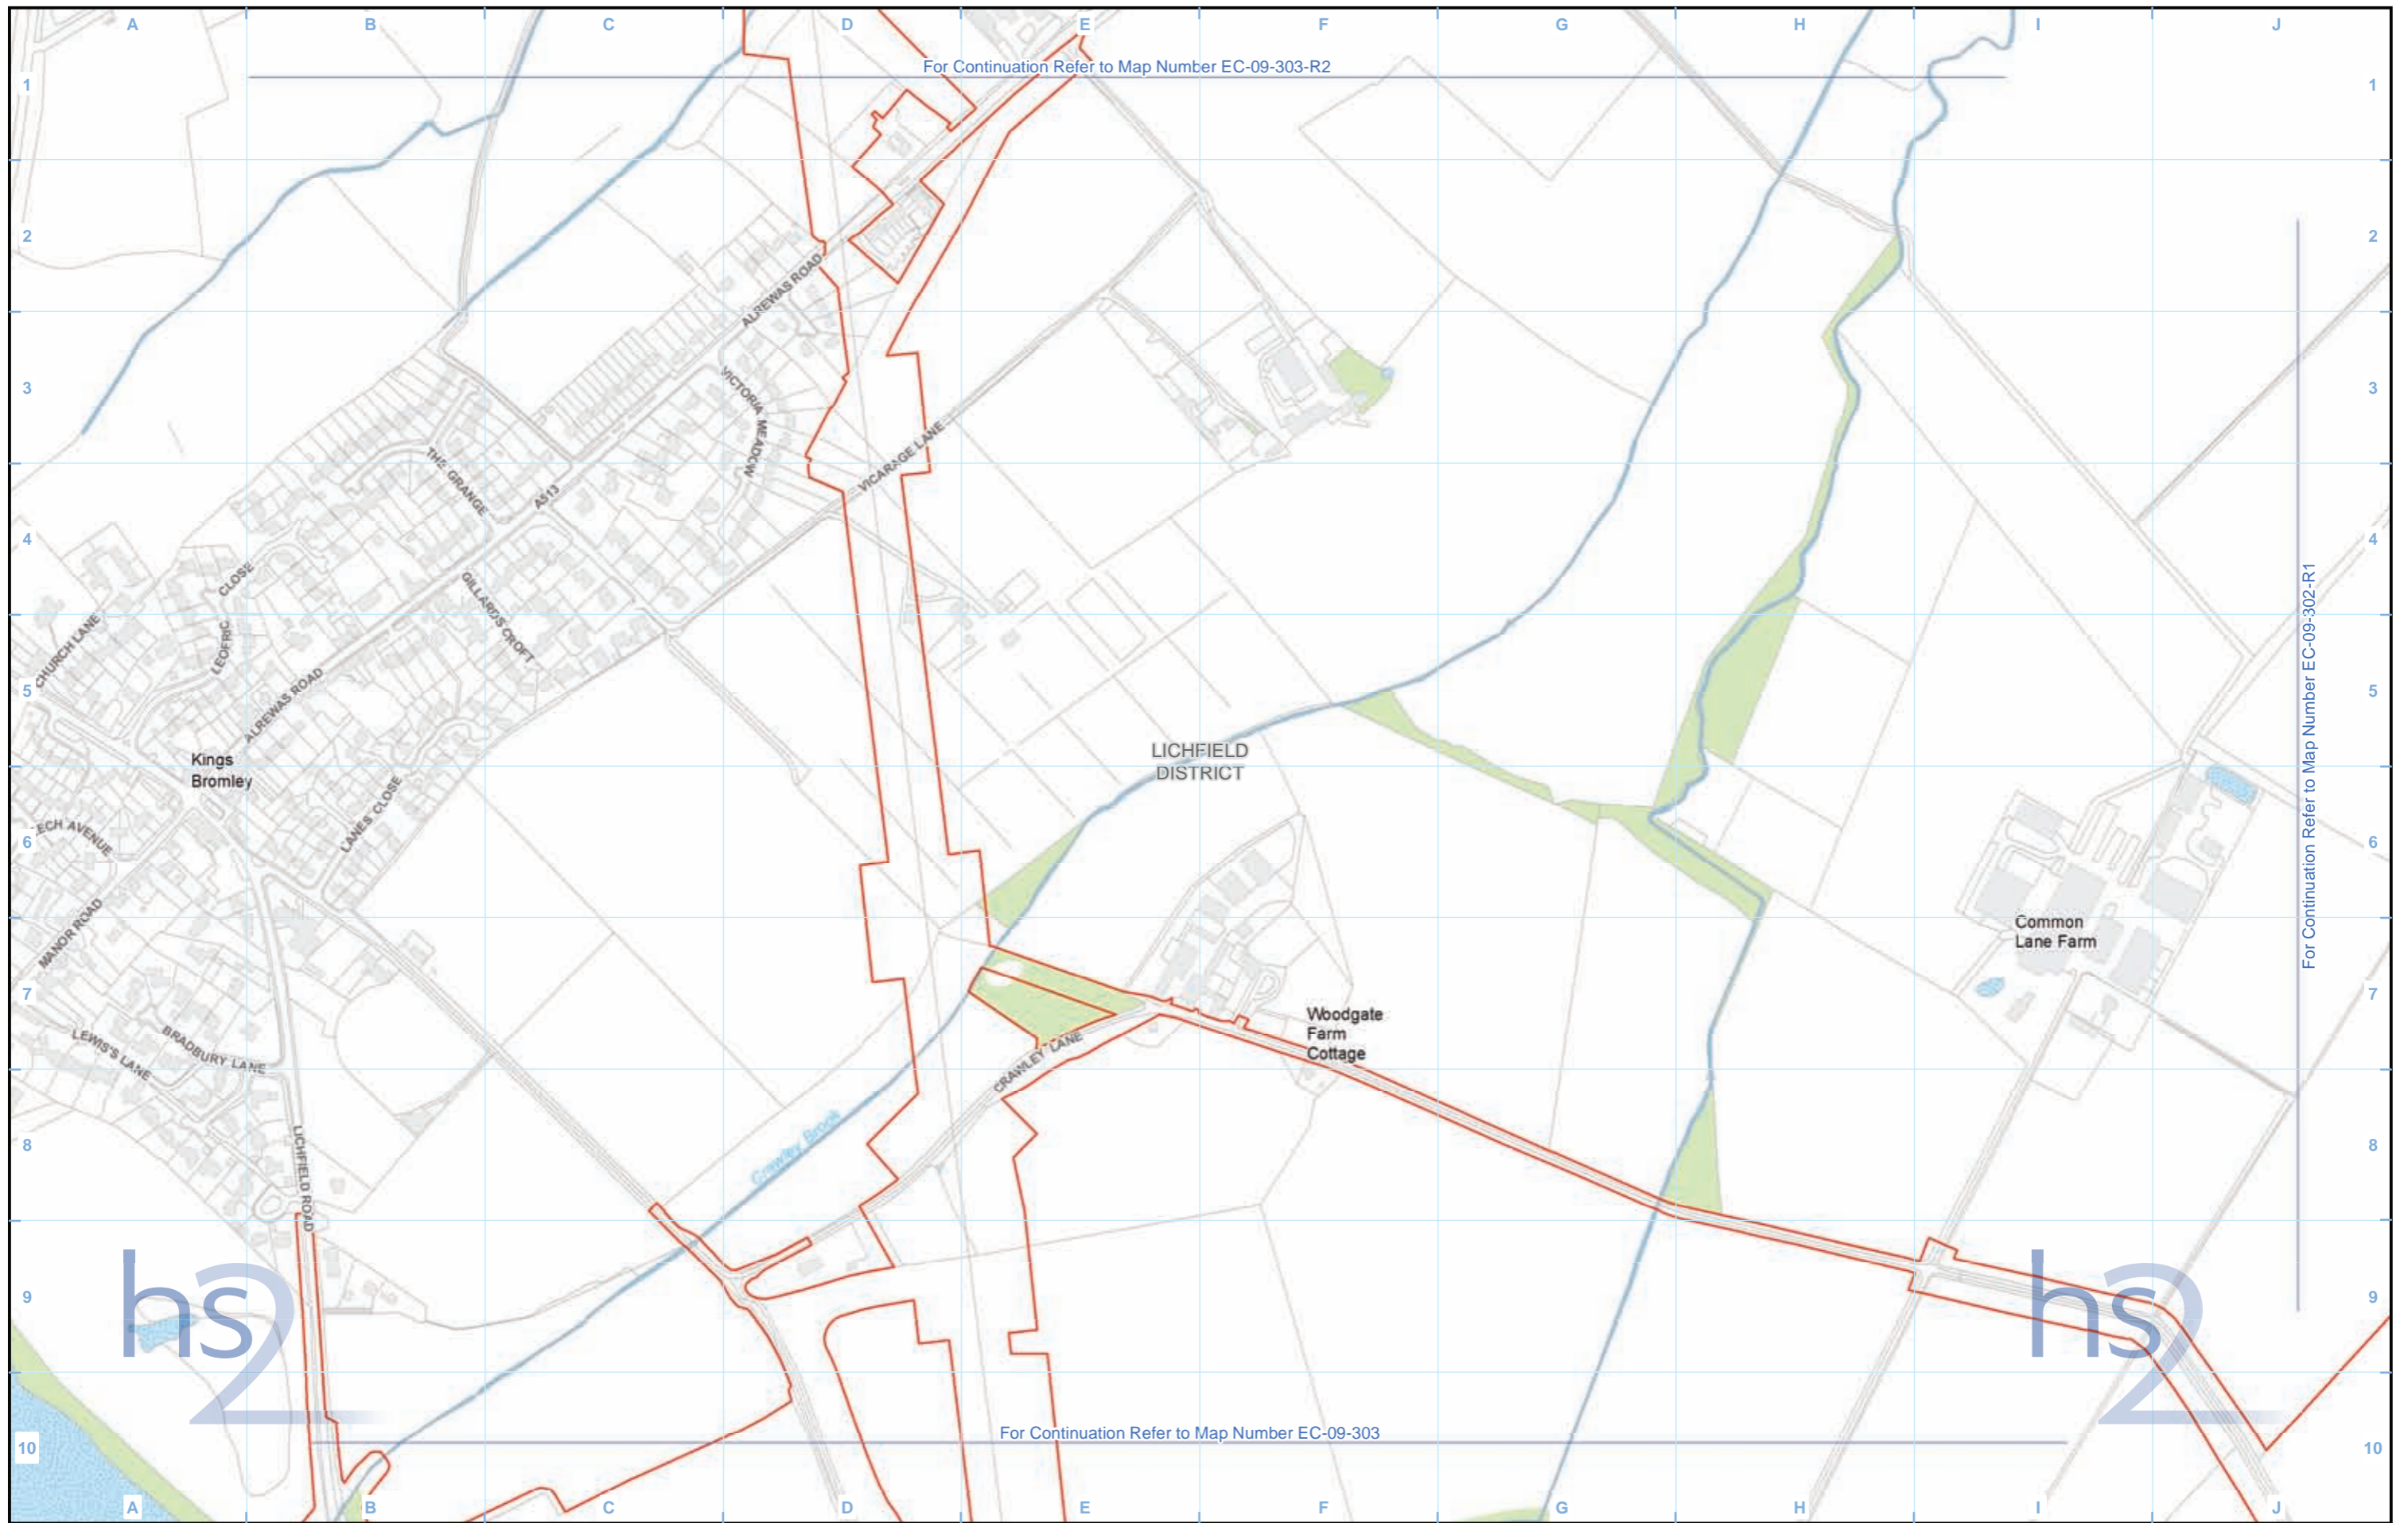 A B C D E F G H I J
For Continuation Refer to Map Number EC-09-303-R2
1 1
2 2
ALREWAS ROAD
3 3
VICTORIA MEADOW
VICARAGE LANE
THE GRANGE
A513
4 4
For Continuation Refer to Map Number EC-09-302-R1
LEOFRIC CLOSE
GILLARDS CROFT
CHURCH LANE
5 5
ALREWAS ROAD
Kings
Bromley
LICHFIELD
DISTRICT
LANES CLOSE
ECH AVENUE
6 6
MANOR ROAD
Common
Lane Farm
7 7
Woodgate
Farm
Cottage
LEWIS'S LANE
BRADBURY LANE
CRAWLEY LANE
8 8
LICHFIELD ROAD
Crawley Brook
9 9
hs2
hs2
For Continuation Refer to Map Number EC-09-303
10 10
A B C D E F G H I J